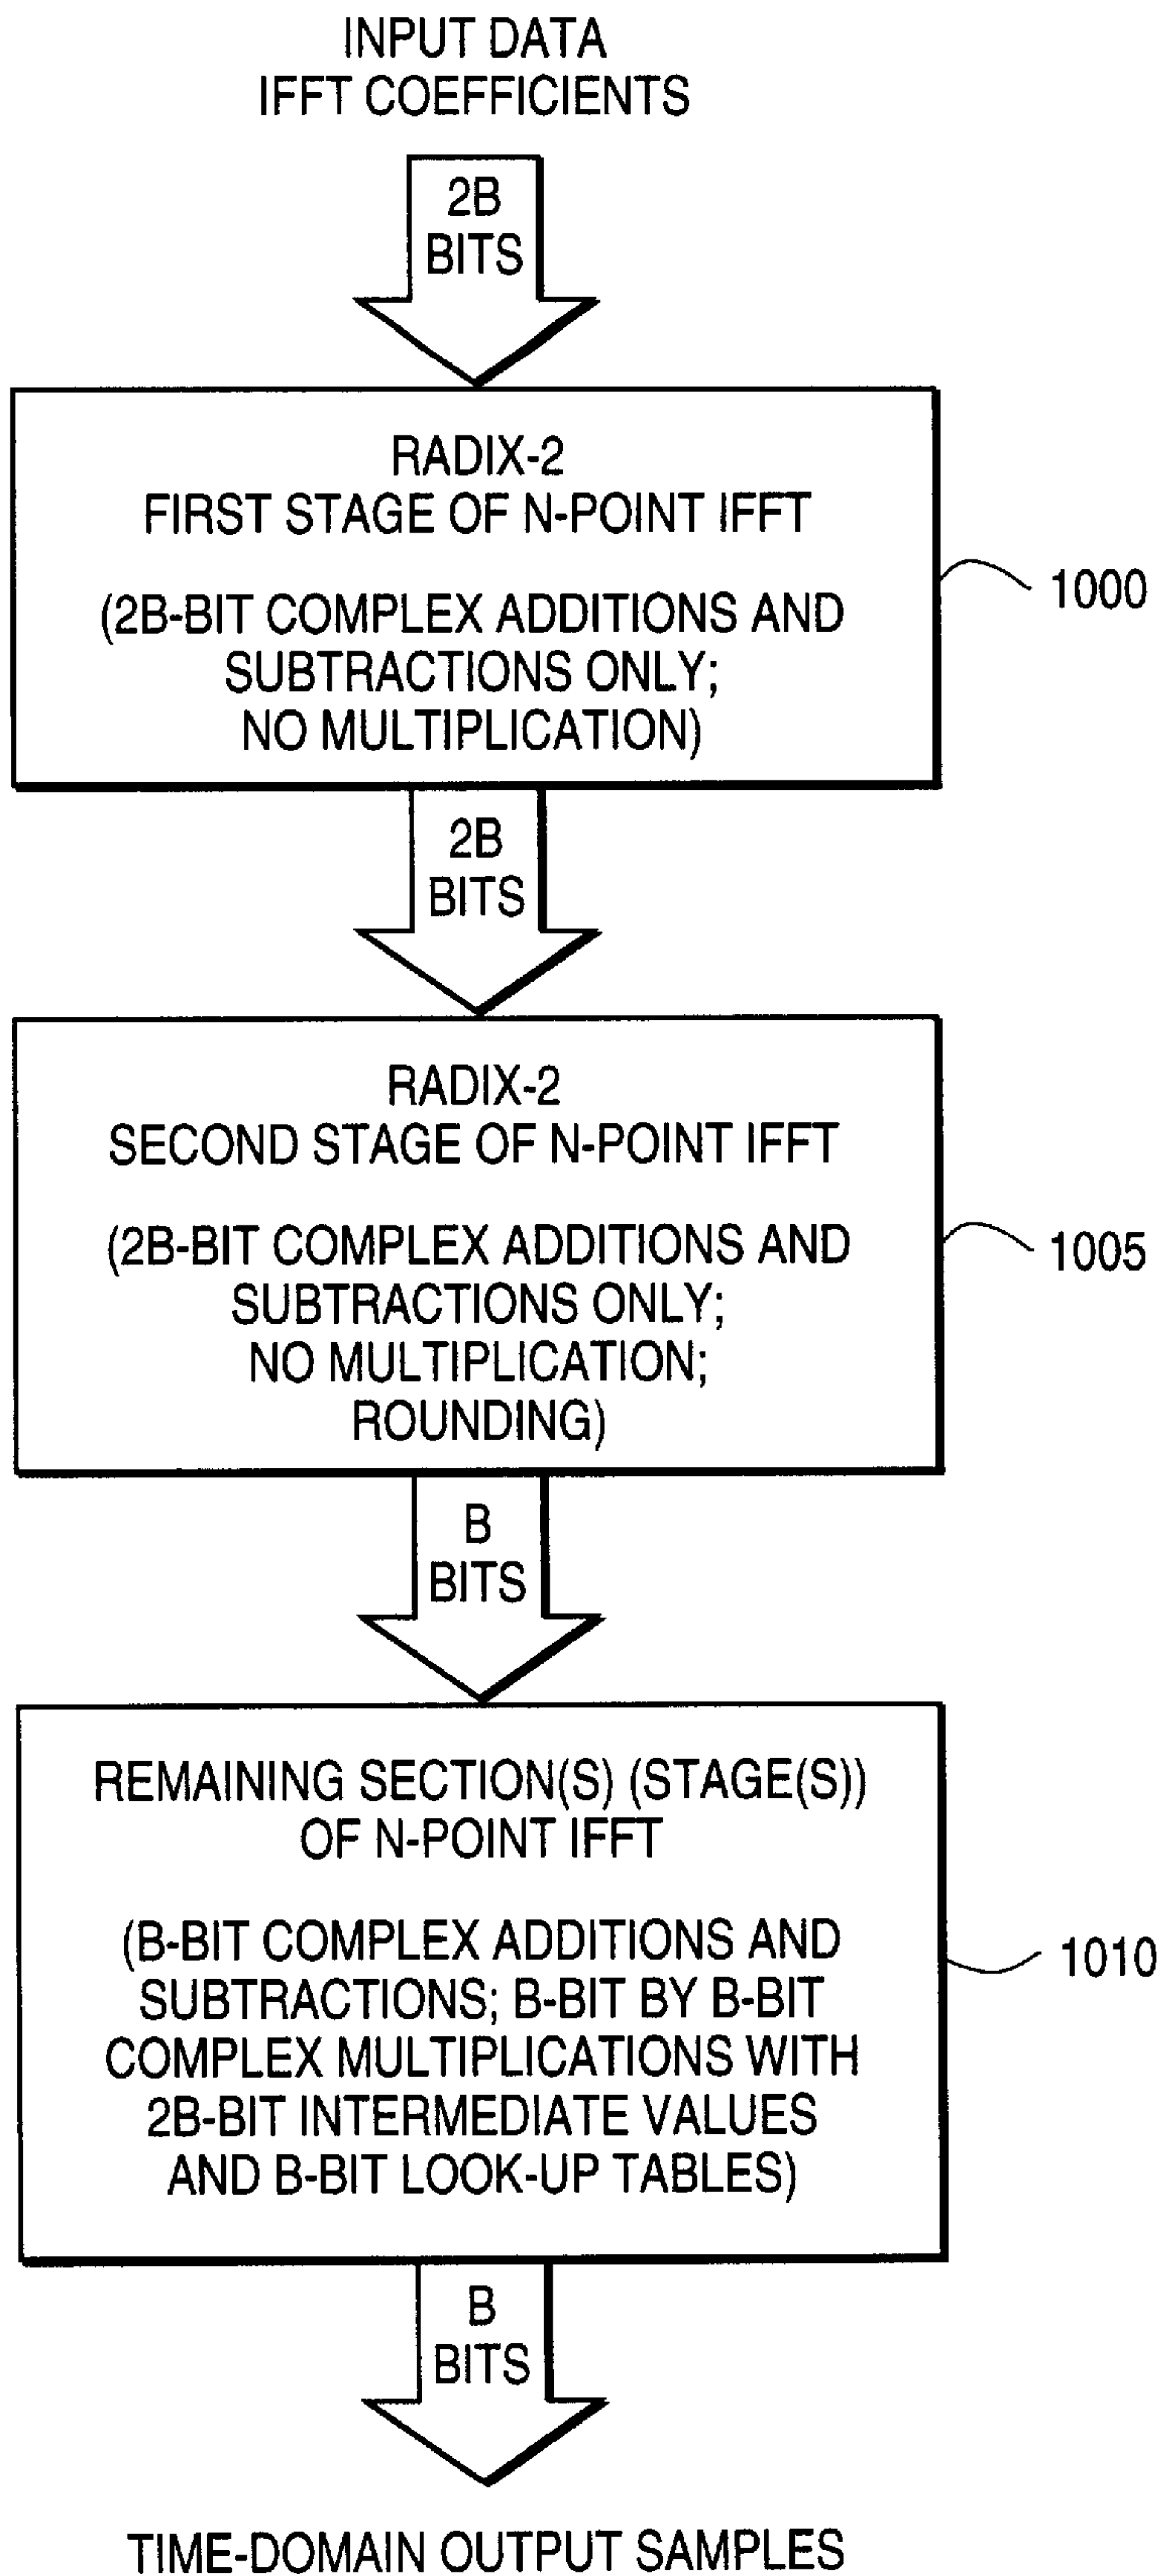 INPUT DATA
IFFT COEFFICIENTS
2B
BITS
RADIX-2
FIRST STAGE OF N-POINT IFFT
(2B-BIT COMPLEX ADDITIONS AND
SUBTRACTIONS ONLY;
NO MULTIPLICATION)
1000
2B
BITS
RADIX-2
SECOND STAGE OF N-POINT IFFT
(2B-BIT COMPLEX ADDITIONS AND
SUBTRACTIONS ONLY;
NO MULTIPLICATION;
ROUNDING)
1005
B
BITS
REMAINING SECTION(S) (STAGE(S))
OF N-POINT IFFT
(B-BIT COMPLEX ADDITIONS AND
SUBTRACTIONS; B-BIT BY B-BIT
COMPLEX MULTIPLICATIONS WITH
2B-BIT INTERMEDIATE VALUES
AND B-BIT LOOK-UP TABLES)
1010
B
BITS
TIME-DOMAIN OUTPUT SAMPLES